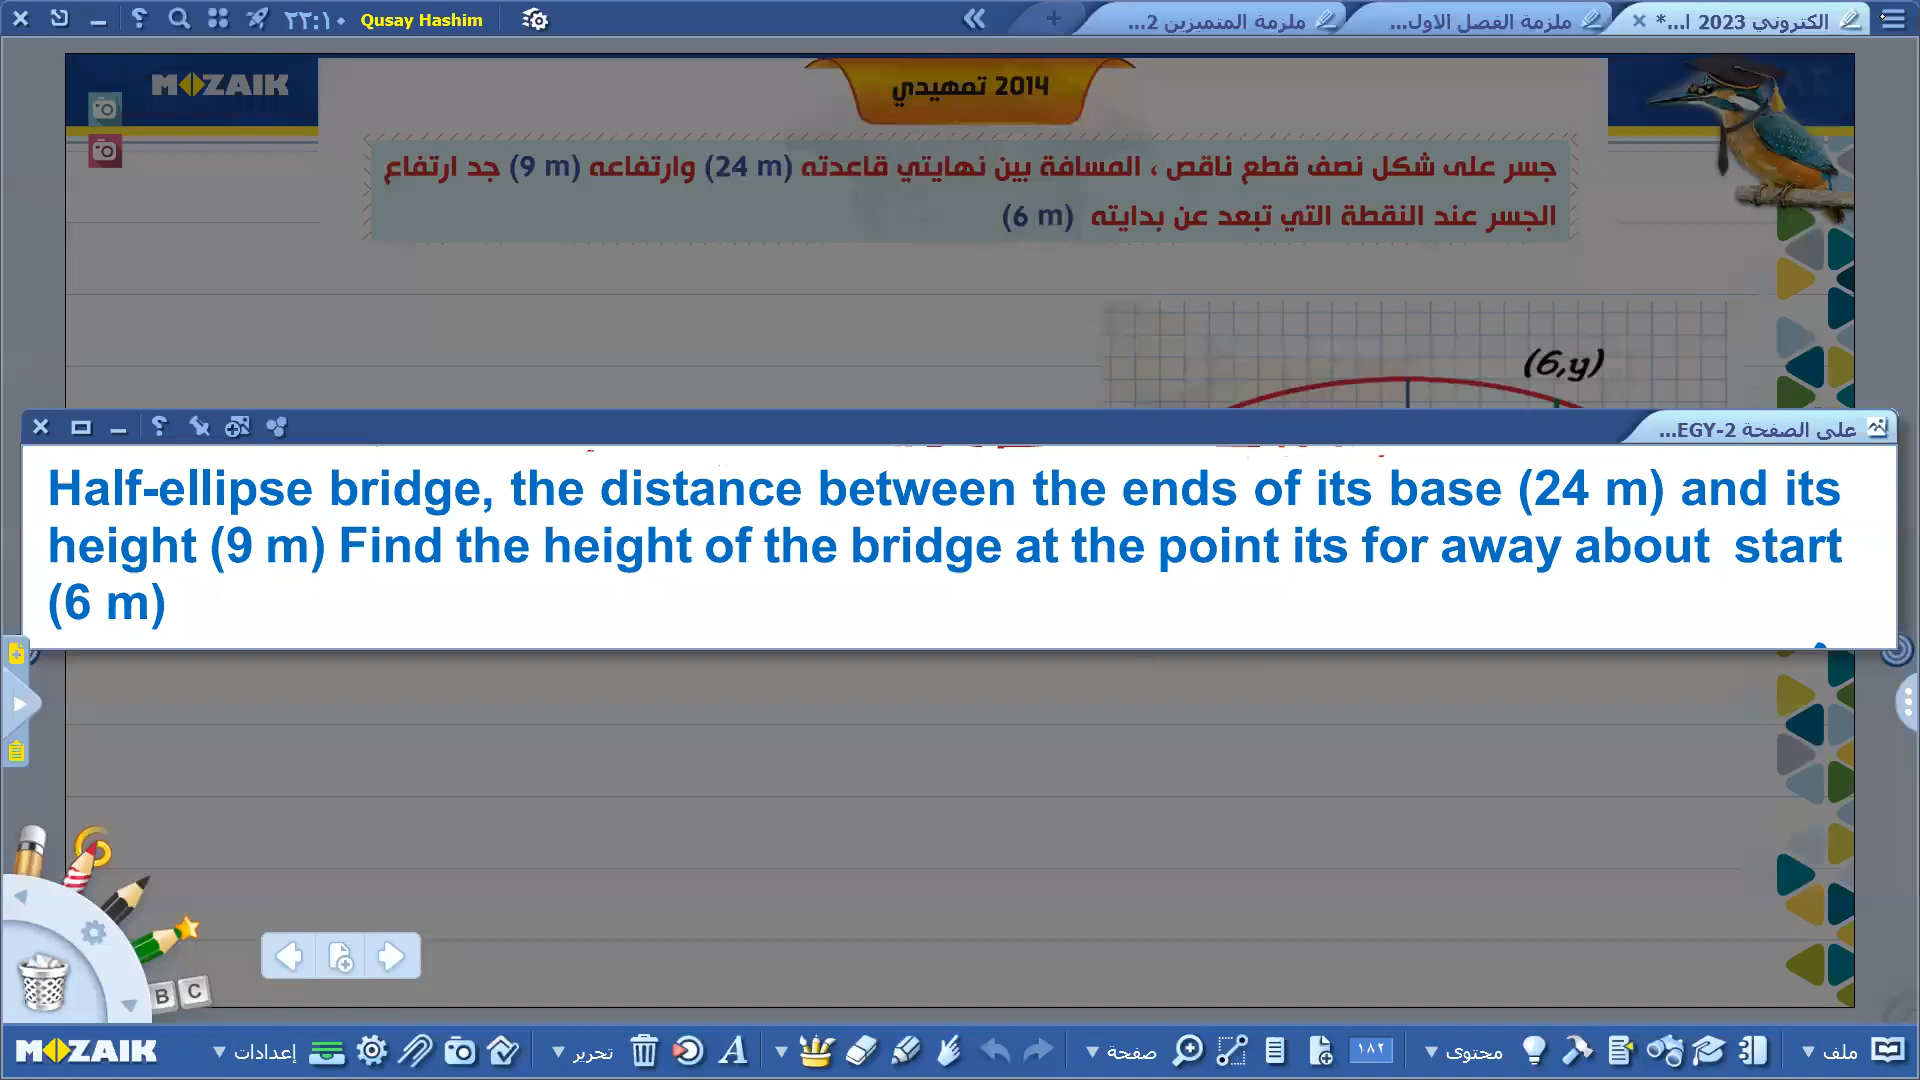 ٢٣:١٠ Qusay Hashim
ملزمة المتميزين 2...
ملزمة الفصل الاول...
الكتروني 2023 ا...*
MOZAIK
2014 تمهيدي
جسر على شكل نصف قطع ناقص ، المسافة بين نهايتي قاعدته (24 m) وارتفاعه (9 m) جد ارتفاع
الجسر عند النقطة التي تبعد عن بدايته (6 m)
(6,y)
على الصفحة EGY-2...
Half-ellipse bridge, the distance between the ends of its base (24 m) and its
height (9 m) Find the height of the bridge at the point its for away about start
(6 m)
B C
MOZAIK
إعدادات
تحرير
صفحة
١٨٢
محتوى
ملف